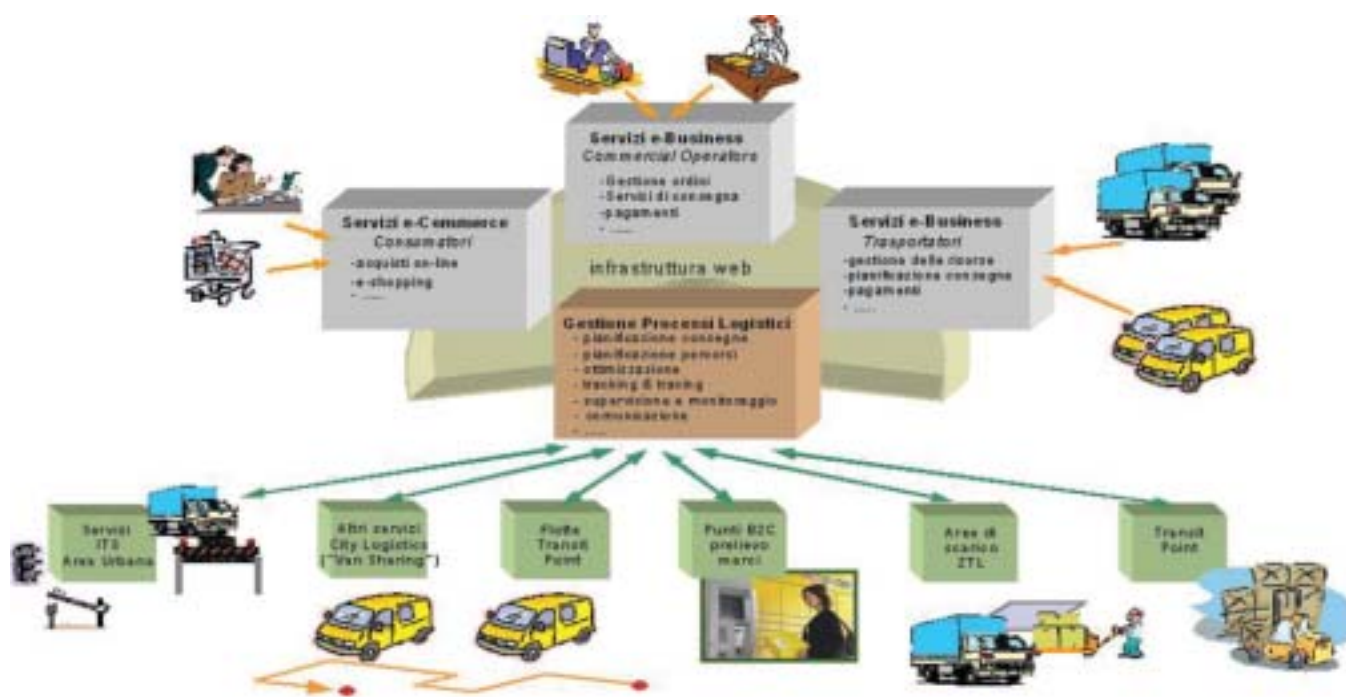 Servizi e-Business
Commercial Operators
-Gestione ordini
-Servizi di consegna
-pagamenti
* .....
Servizi e-Commerce
Consumatori
-acquisti on-line
-e-shopping
* .....
Servizi e-Business
Trasportatori
-gestione delle risorse
-pianificazione consegne
-pagamenti
* .....
infrastruttura web
Gestione Processi Logistici
- pianificazione consegne
- pianificazione percorsi
- ottimizzazione
- tracking & tracing
- supervisione e monitoraggio
- comunicazione
* .....
Servizi
ITS
Area Urbana
Altri servizi
City Logistics
("Van Sharing")
Flotte
Transit
Point
Punti B2C
prelievo
merci
Aree di
scarico
ZTL
Transit
Point